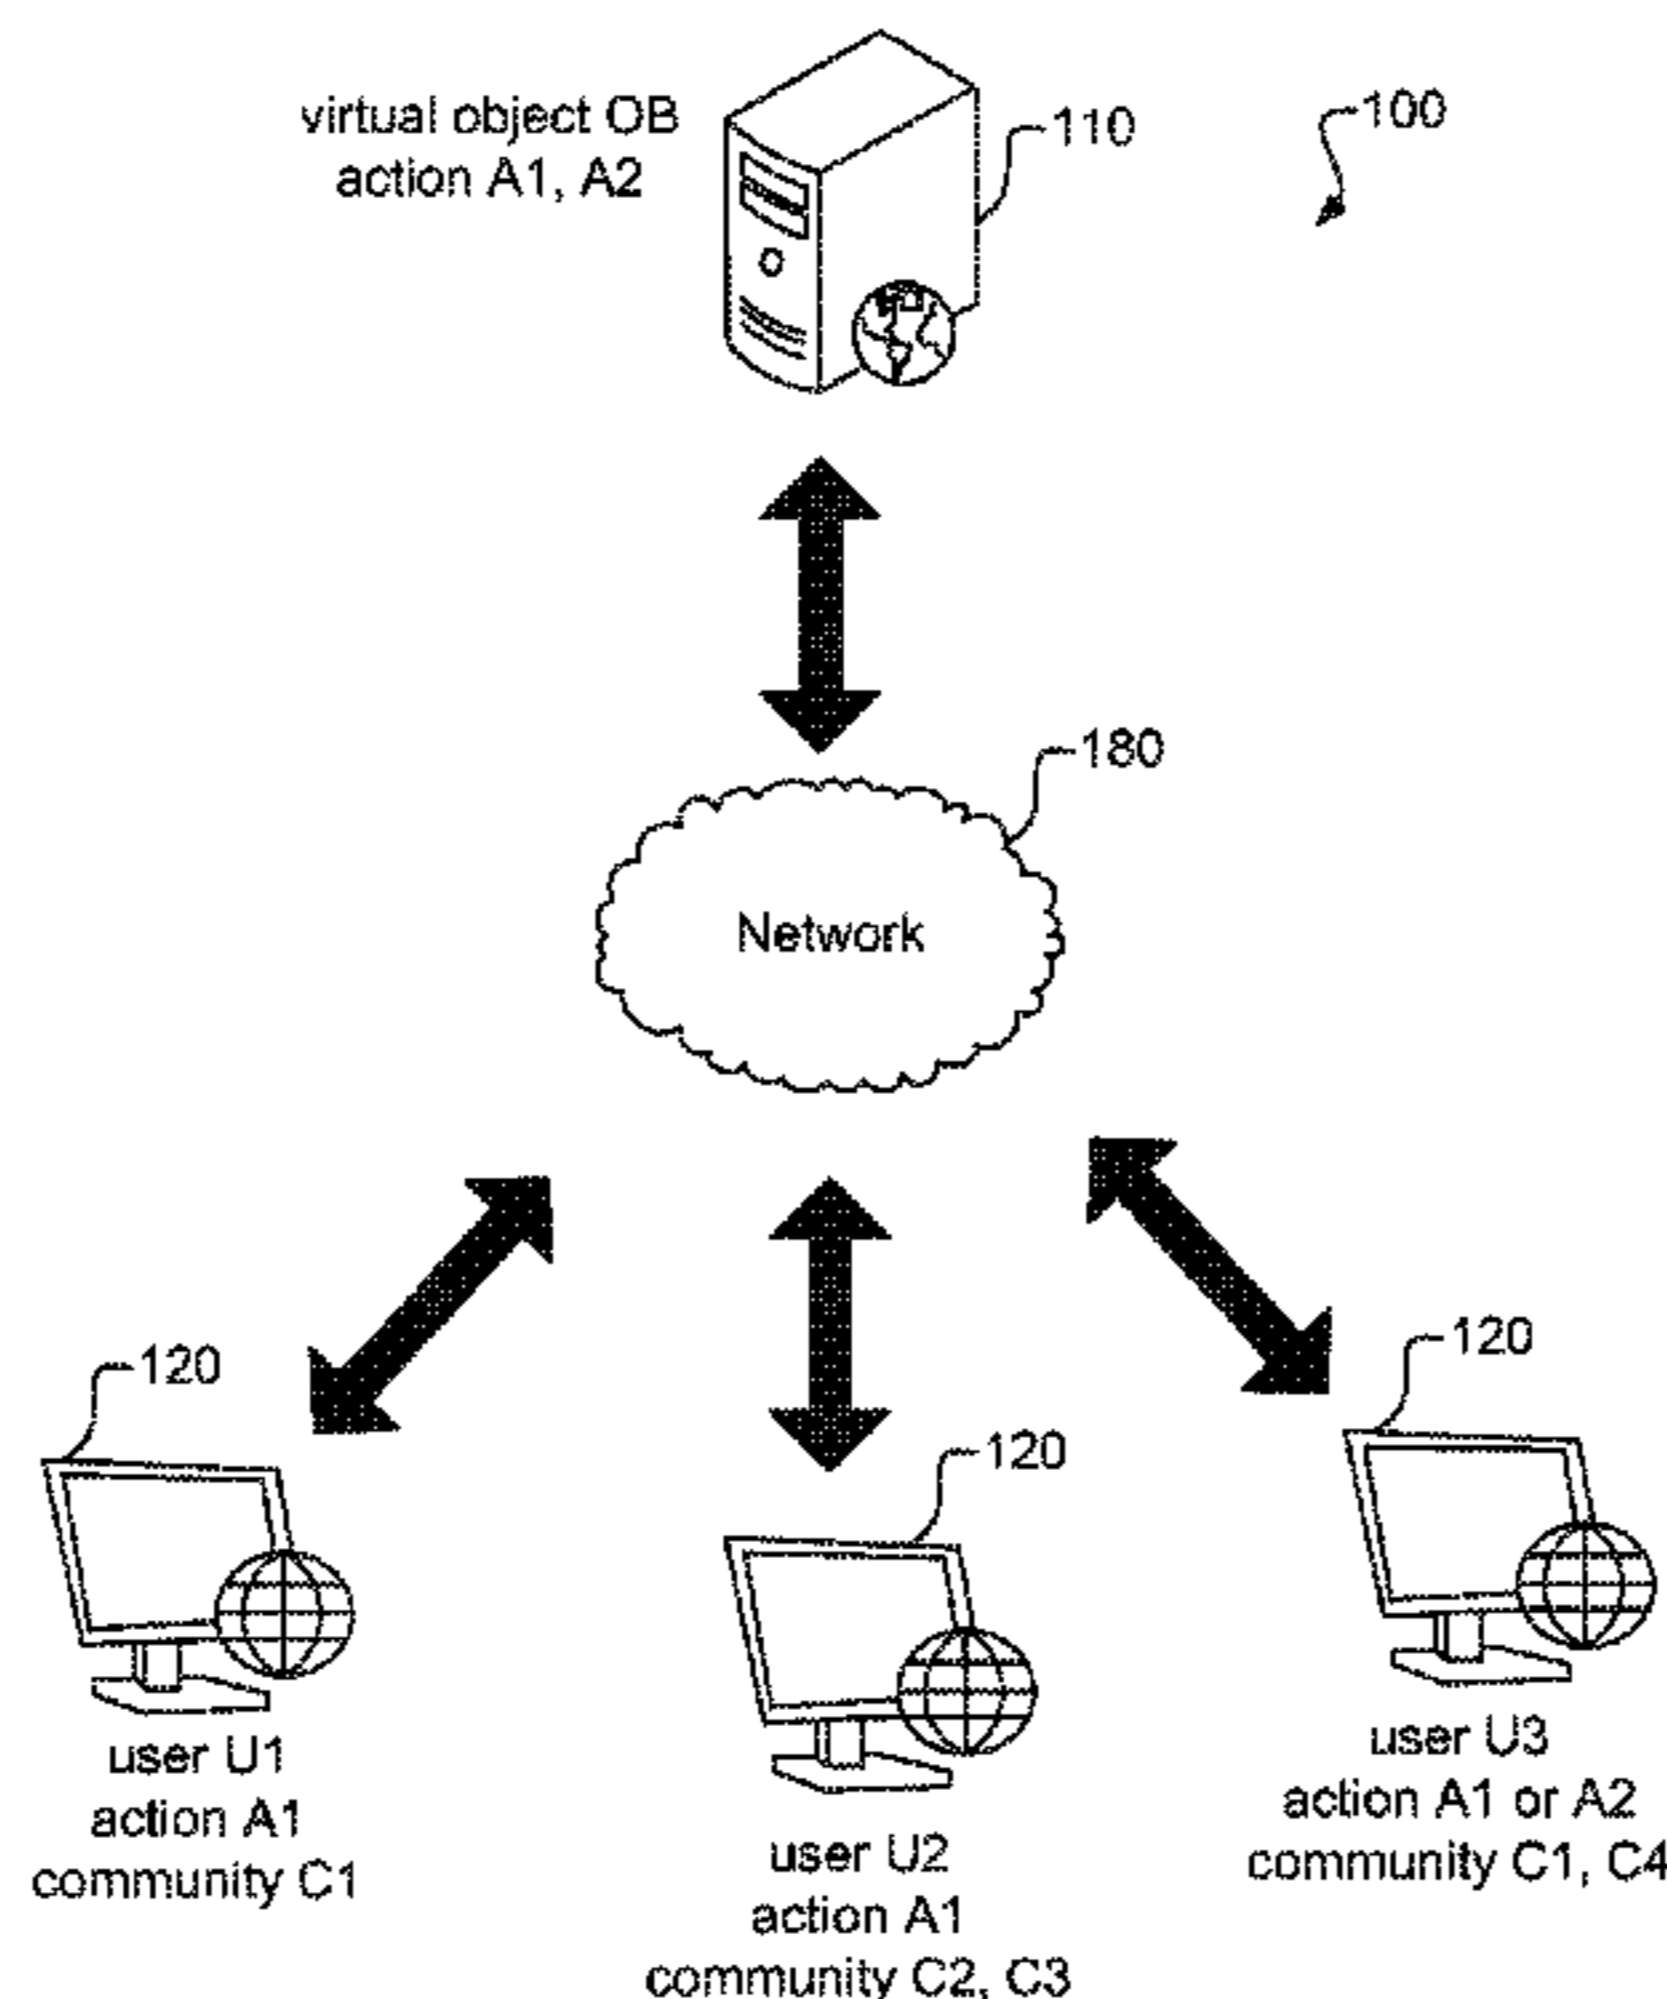 virtual object OB
action A1, A2
110
100
180
Network
120
120
120
user U1
action A1
community C1
user U2
action A1
community C2, C3
user U3
action A1 or A2
community C1, C4